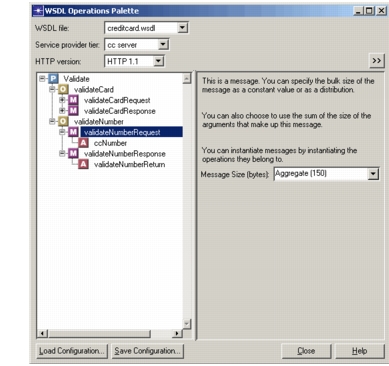 WSDL Operations Palette
WSDL file: creditcard.wsdl
Service provider tier: cc server
HTTP version: HTTP 1.1
>>
P Validate
O validateCard
M validateCardRequest
M validateCardResponse
O validateNumber
M validateNumberRequest
A ccNumber
M validateNumberResponse
A validateNumberReturn
This is a message. You can specify the bulk size of the
message as a constant value or as a distribution.
You can also choose to use the sum of the size of the
arguments that make up this message.
You can instantiate messages by instantiating the
operations they belong to.
Message Size (bytes): Aggregate (150)
Load Configuration... Save Configuration... Close Help